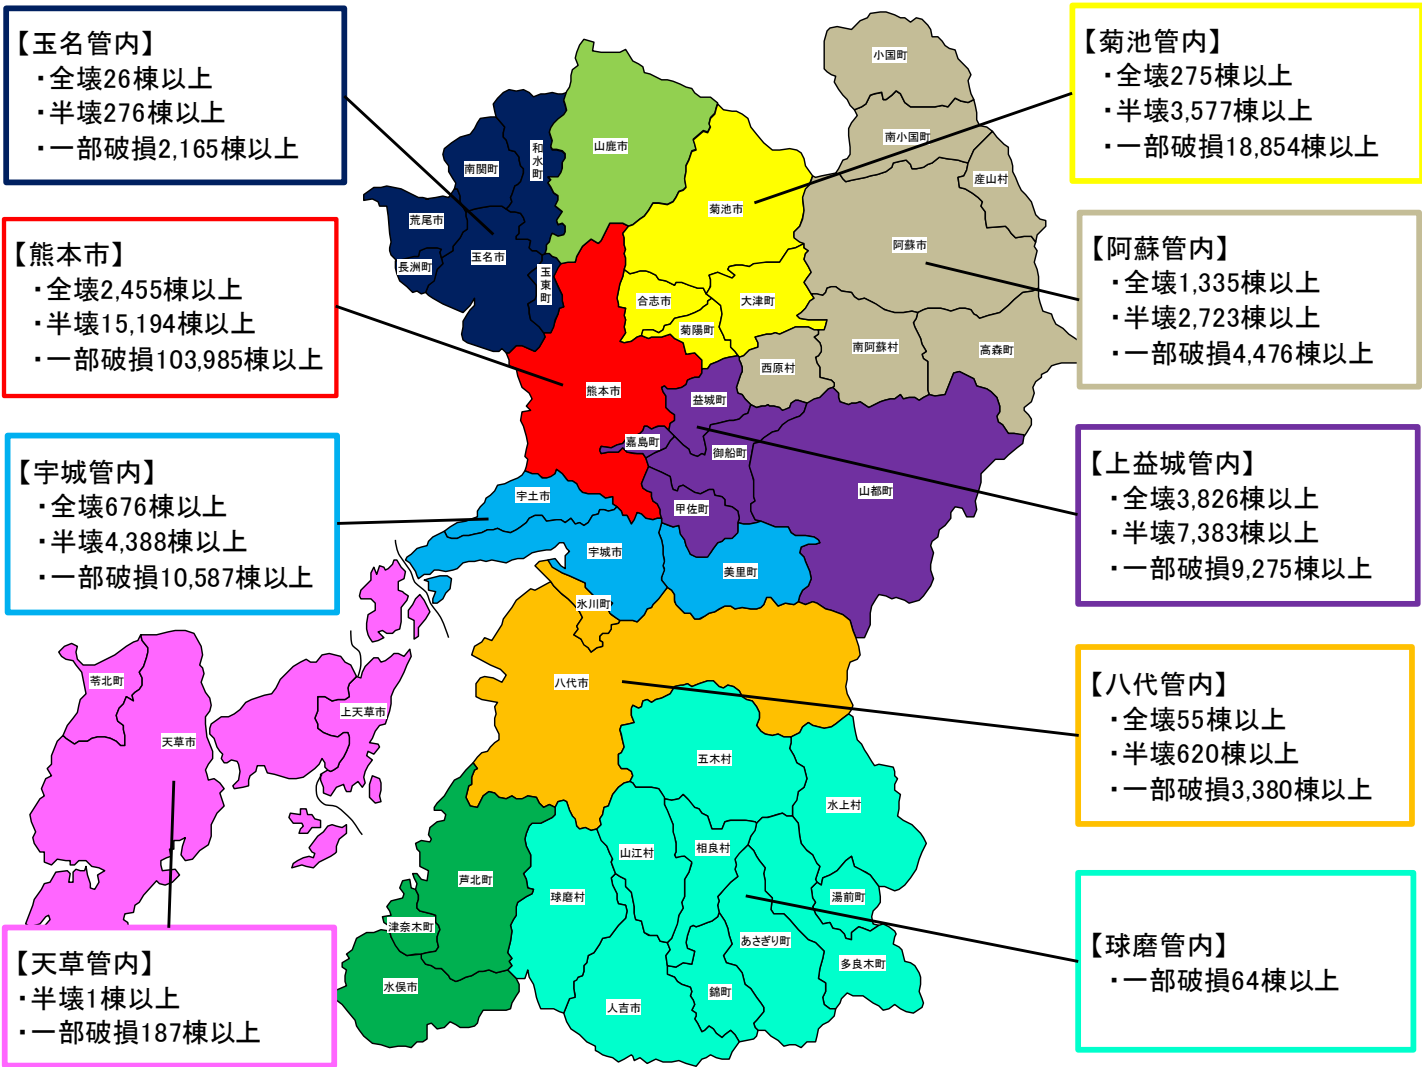 【玉名管内】
・全壊26棟以上
・半壊276棟以上
・一部破損2,165棟以上
【熊本市】
・全壊2,455棟以上
・半壊15,194棟以上
・一部破損103,985棟以上
【宇城管内】
・全壊676棟以上
・半壊4,388棟以上
・一部破損10,587棟以上
【天草管内】
・半壊1棟以上
・一部破損187棟以上
【菊池管内】
・全壊275棟以上
・半壊3,577棟以上
・一部破損18,854棟以上
【阿蘇管内】
・全壊1,335棟以上
・半壊2,723棟以上
・一部破損4,476棟以上
【上益城管内】
・全壊3,826棟以上
・半壊7,383棟以上
・一部破損9,275棟以上
【八代管内】
・全壊55棟以上
・半壊620棟以上
・一部破損3,380棟以上
【球磨管内】
・一部破損64棟以上
小国町
南小国町
産山村
山鹿市
和水町
南関町
荒尾市
長洲町
玉名市
玉東町
菊池市
阿蘇市
合志市
大津町
菊陽町
西原村
南阿蘇村
高森町
熊本市
益城町
嘉島町
御船町
甲佐町
山都町
宇土市
宇城市
美里町
氷川町
八代市
苓北町
天草市
上天草市
五木村
水上村
山江村
相良村
湯前町
芦北町
球磨村
津奈木町
あさぎり町
多良木町
水俣市
人吉市
錦町